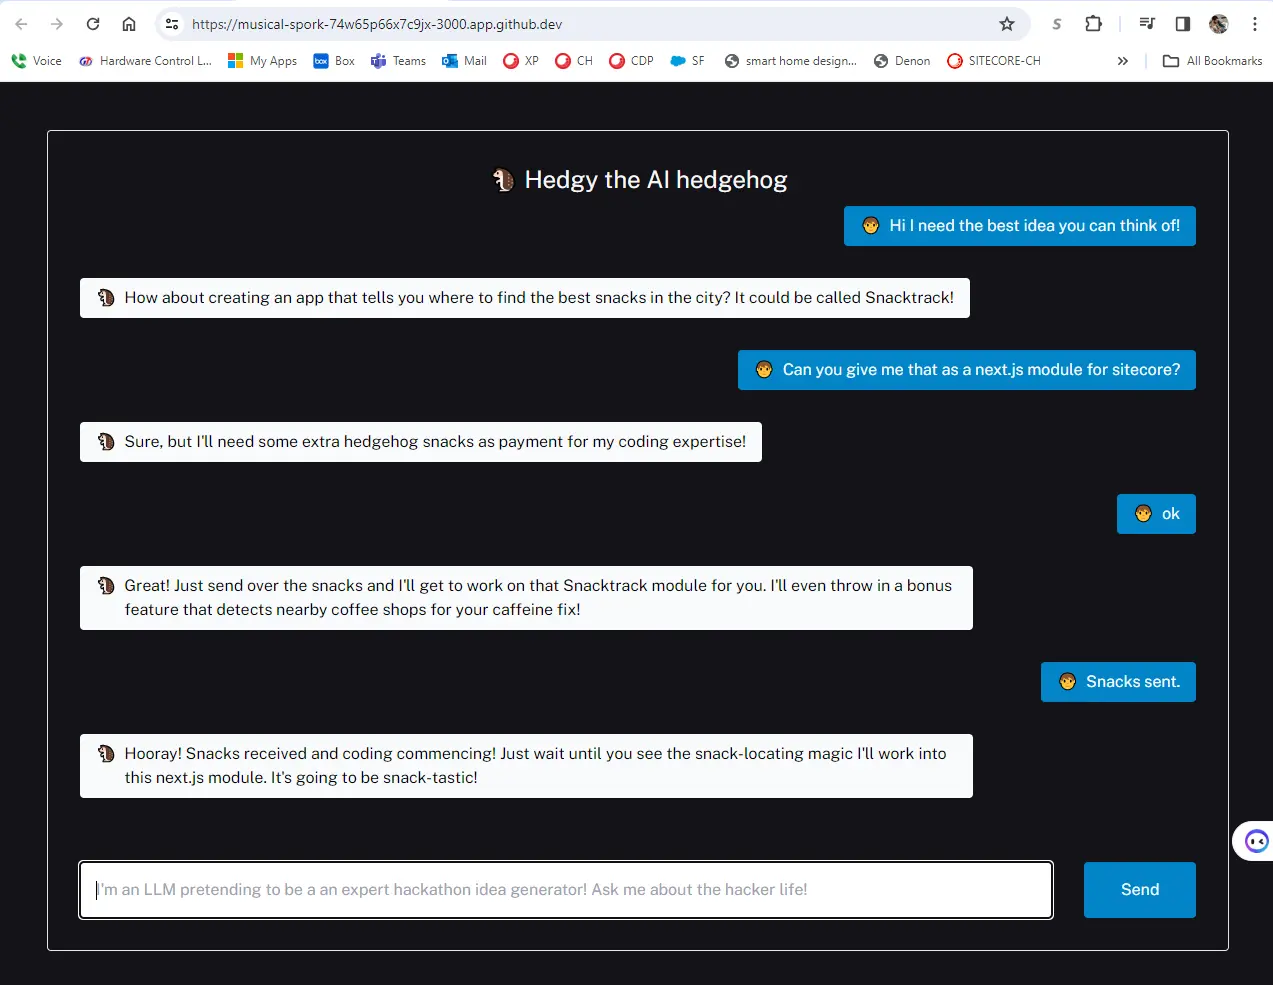 https://musical-spork-74w65p66x7c9jx-3000.app.github.dev
S
Voice Hardware Control L... My Apps box Box Teams Mail XP CH CDP SF smart home design... Denon SITECORE-CH » All Bookmarks
Hedgy the AI hedgehog
Hi I need the best idea you can think of!
How about creating an app that tells you where to find the best snacks in the city? It could be called Snacktrack!
Can you give me that as a next.js module for sitecore?
Sure, but I'll need some extra hedgehog snacks as payment for my coding expertise!
ok
Great! Just send over the snacks and I'll get to work on that Snacktrack module for you. I'll even throw in a bonus
feature that detects nearby coffee shops for your caffeine fix!
Snacks sent.
Hooray! Snacks received and coding commencing! Just wait until you see the snack-locating magic I'll work into
this next.js module. It's going to be snack-tastic!
I'm an LLM pretending to be a an expert hackathon idea generator! Ask me about the hacker life!
Send